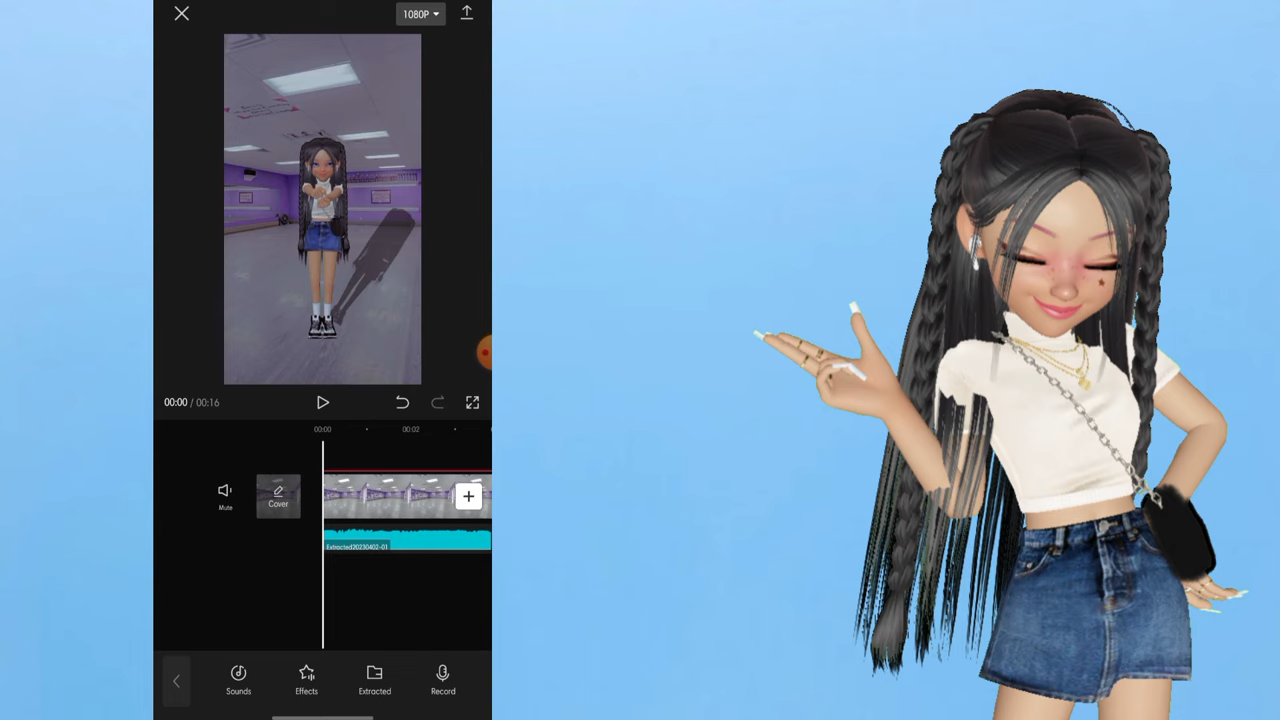 1080P
00:00 / 00:16
00:00
00:02
Mute
Cover
Extracted20230402-01
Sounds
Effects
Extracted
Record